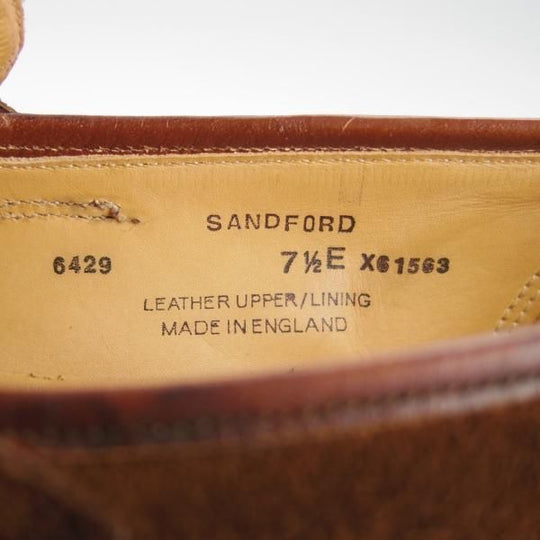 SANDFORD
6429 7½E X61563
LEATHER UPPER/LINING
MADE IN ENGLAND